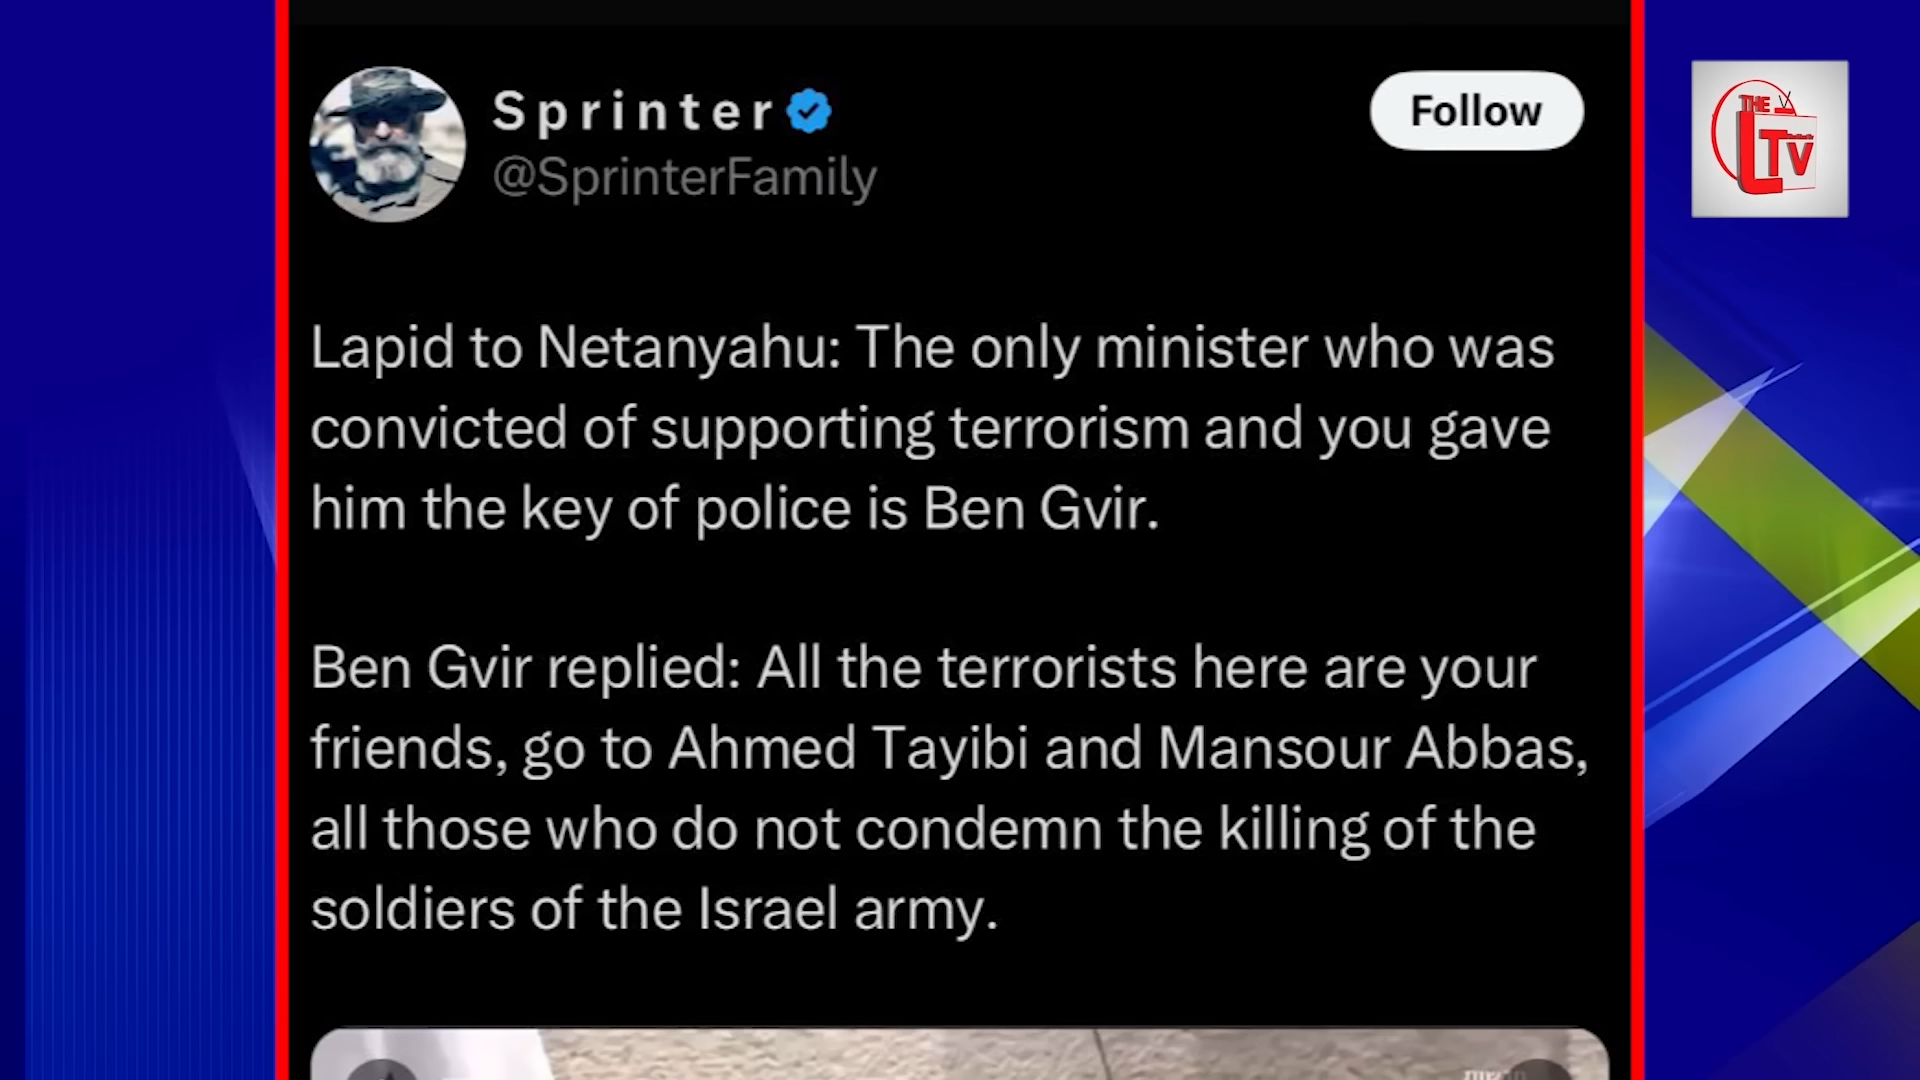 Sprinter
@SprinterFamily
Follow
THE
LTV
Lapid to Netanyahu: The only minister who was
convicted of supporting terrorism and you gave
him the key of police is Ben Gvir.
Ben Gvir replied: All the terrorists here are your
friends, go to Ahmed Tayibi and Mansour Abbas,
all those who do not condemn the killing of the
soldiers of the Israel army.